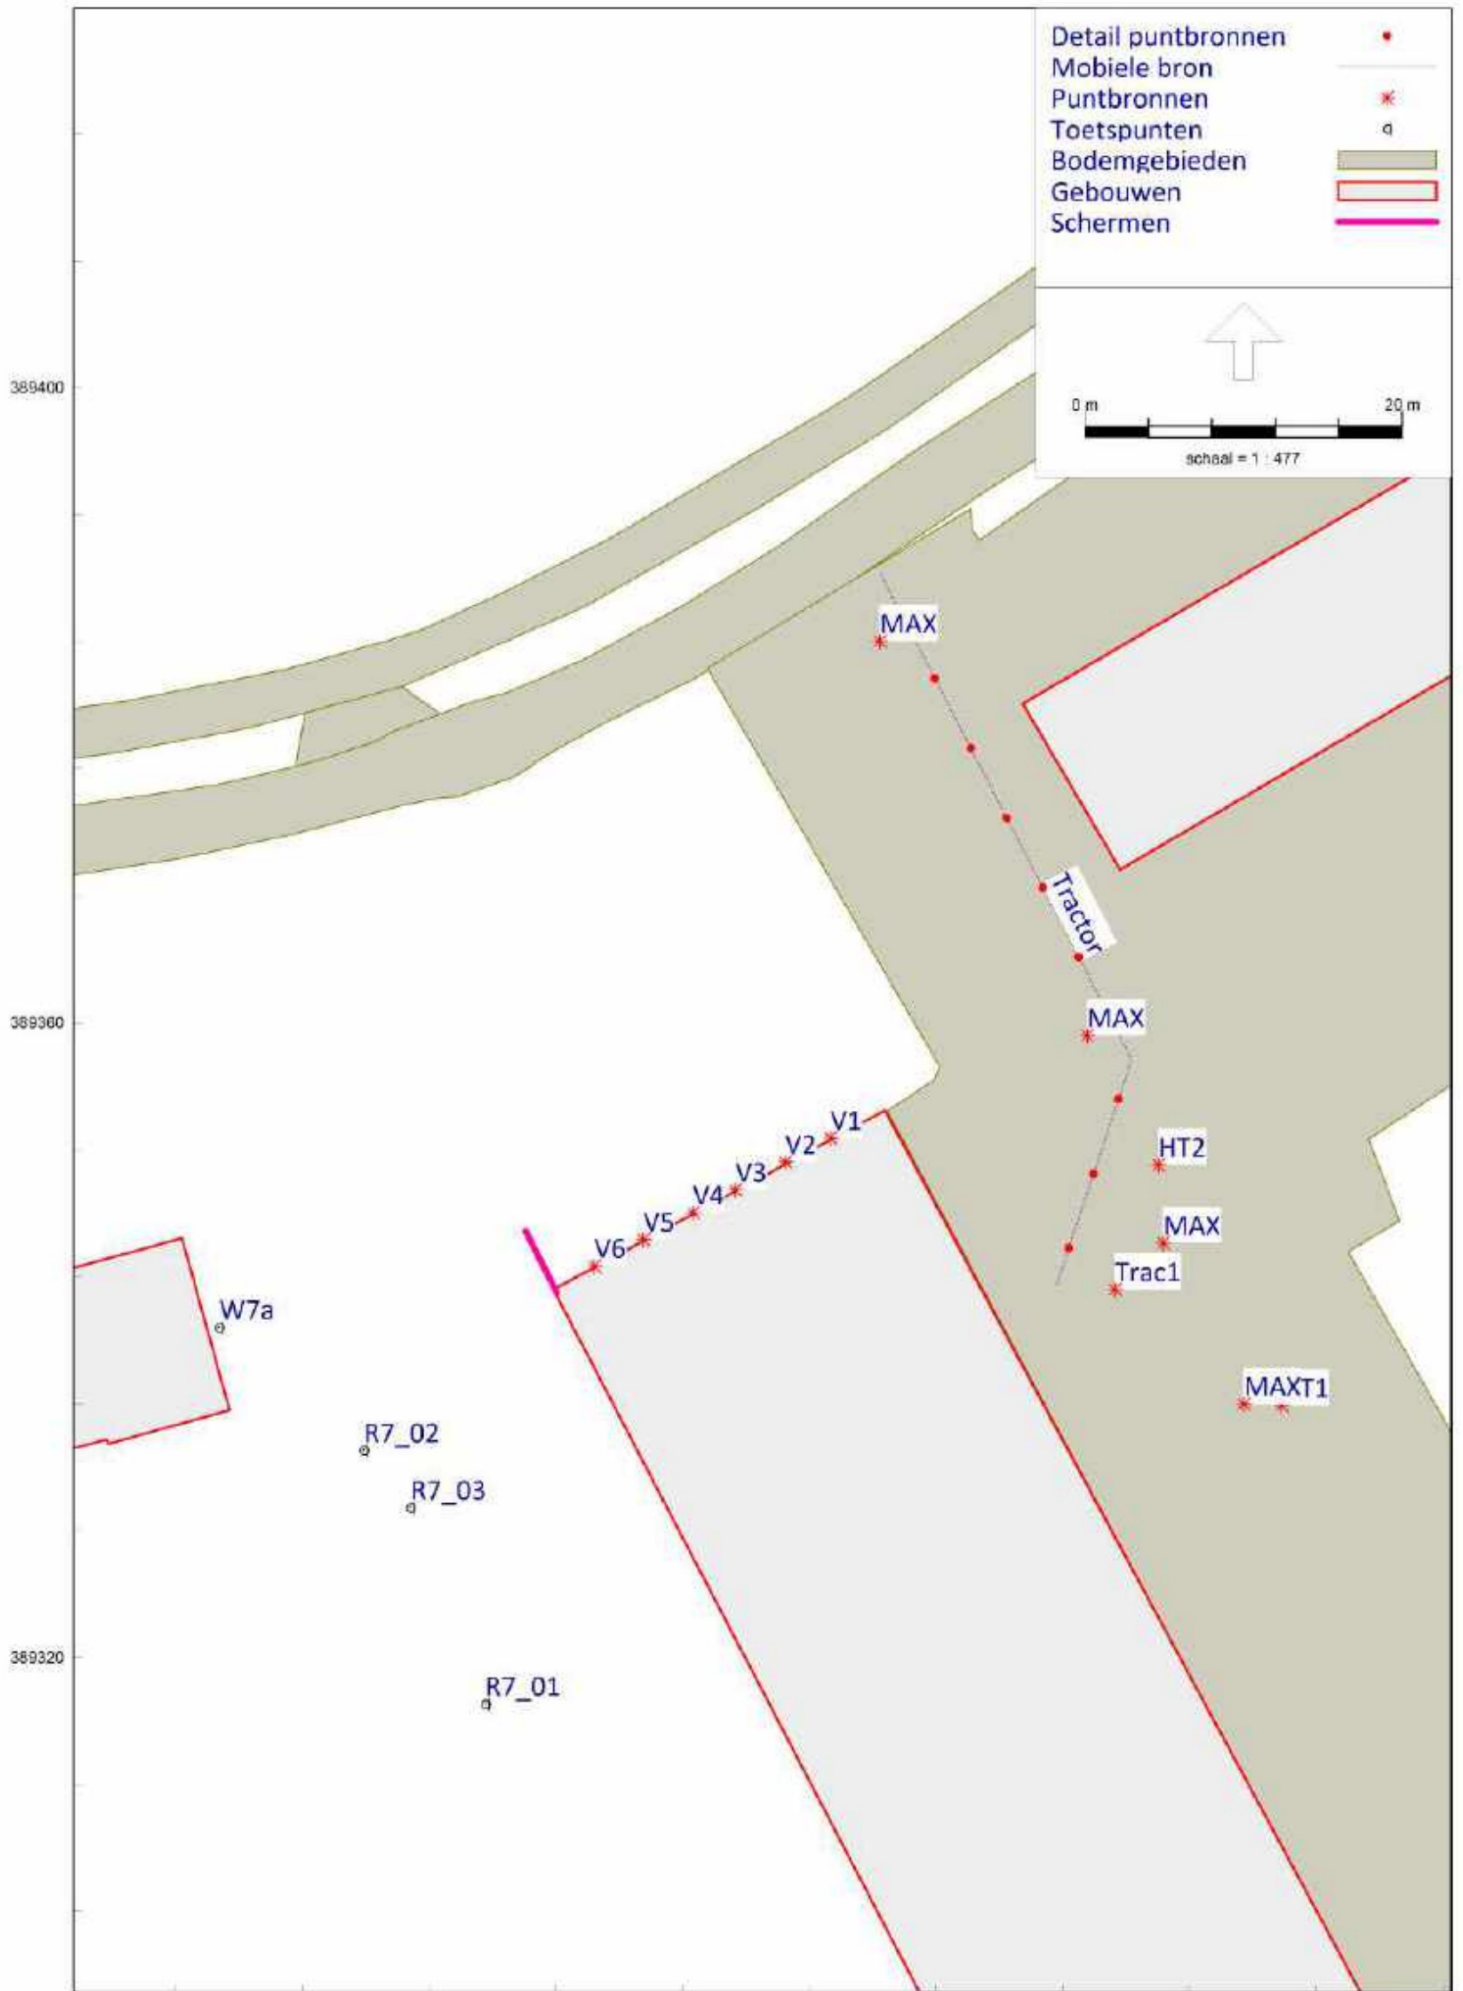 Detail puntbronnen
Mobiele bron
Puntbronnen
Toetspunten
Bodemgebieden
Gebouwen
Schermen
0 m
20 m
schaal = 1 : 477
389400
MAX
Tractor
389360
MAX
V1
V2
HT2
V3
V4
V5
MAX
V6
Trac1
W7a
MAXT1
R7_02
R7_03
389320
R7_01